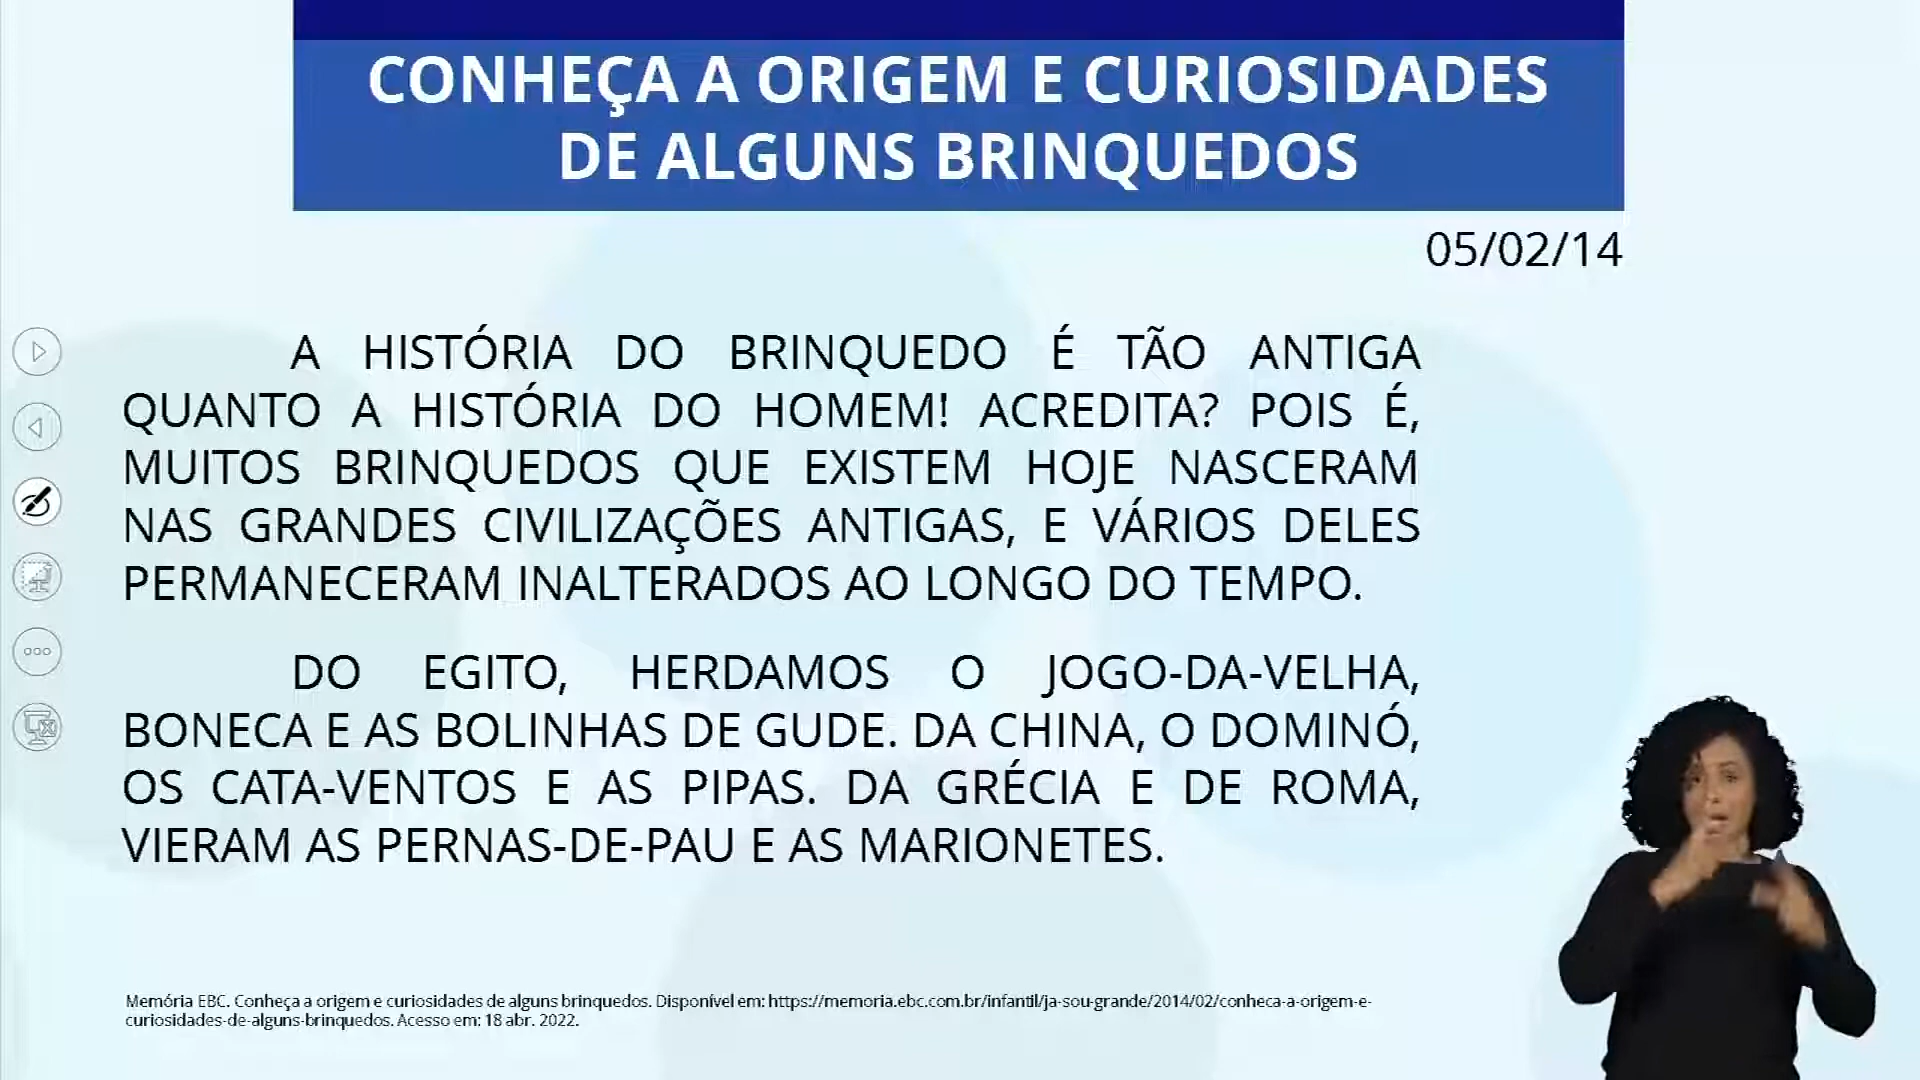 CONHEÇA A ORIGEM E CURIOSIDADES
DE ALGUNS BRINQUEDOS
05/02/14
A HISTÓRIA DO BRINQUEDO É TÃO ANTIGA
QUANTO A HISTÓRIA DO HOMEM! ACREDITA? POIS É,
MUITOS BRINQUEDOS QUE EXISTEM HOJE NASCERAM
NAS GRANDES CIVILIZAÇÕES ANTIGAS, E VÁRIOS DELES
PERMANECERAM INALTERADOS AO LONGO DO TEMPO.
DO EGITO, HERDAMOS O JOGO-DA-VELHA,
BONECA E AS BOLINHAS DE GUDE. DA CHINA, O DOMINÓ,
OS CATA-VENTOS E AS PIPAS. DA GRÉCIA E DE ROMA,
VIERAM AS PERNAS-DE-PAU E AS MARIONETES.
Memória EBC. Conheça a origem e curiosidades de alguns brinquedos. Disponível em: https://memoria.ebc.com.br/infantil/ja-sou-grande/2014/02/conheca-a-origem-e-
curiosidades-de-alguns-brinquedos. Acesso em: 18 abr. 2022.